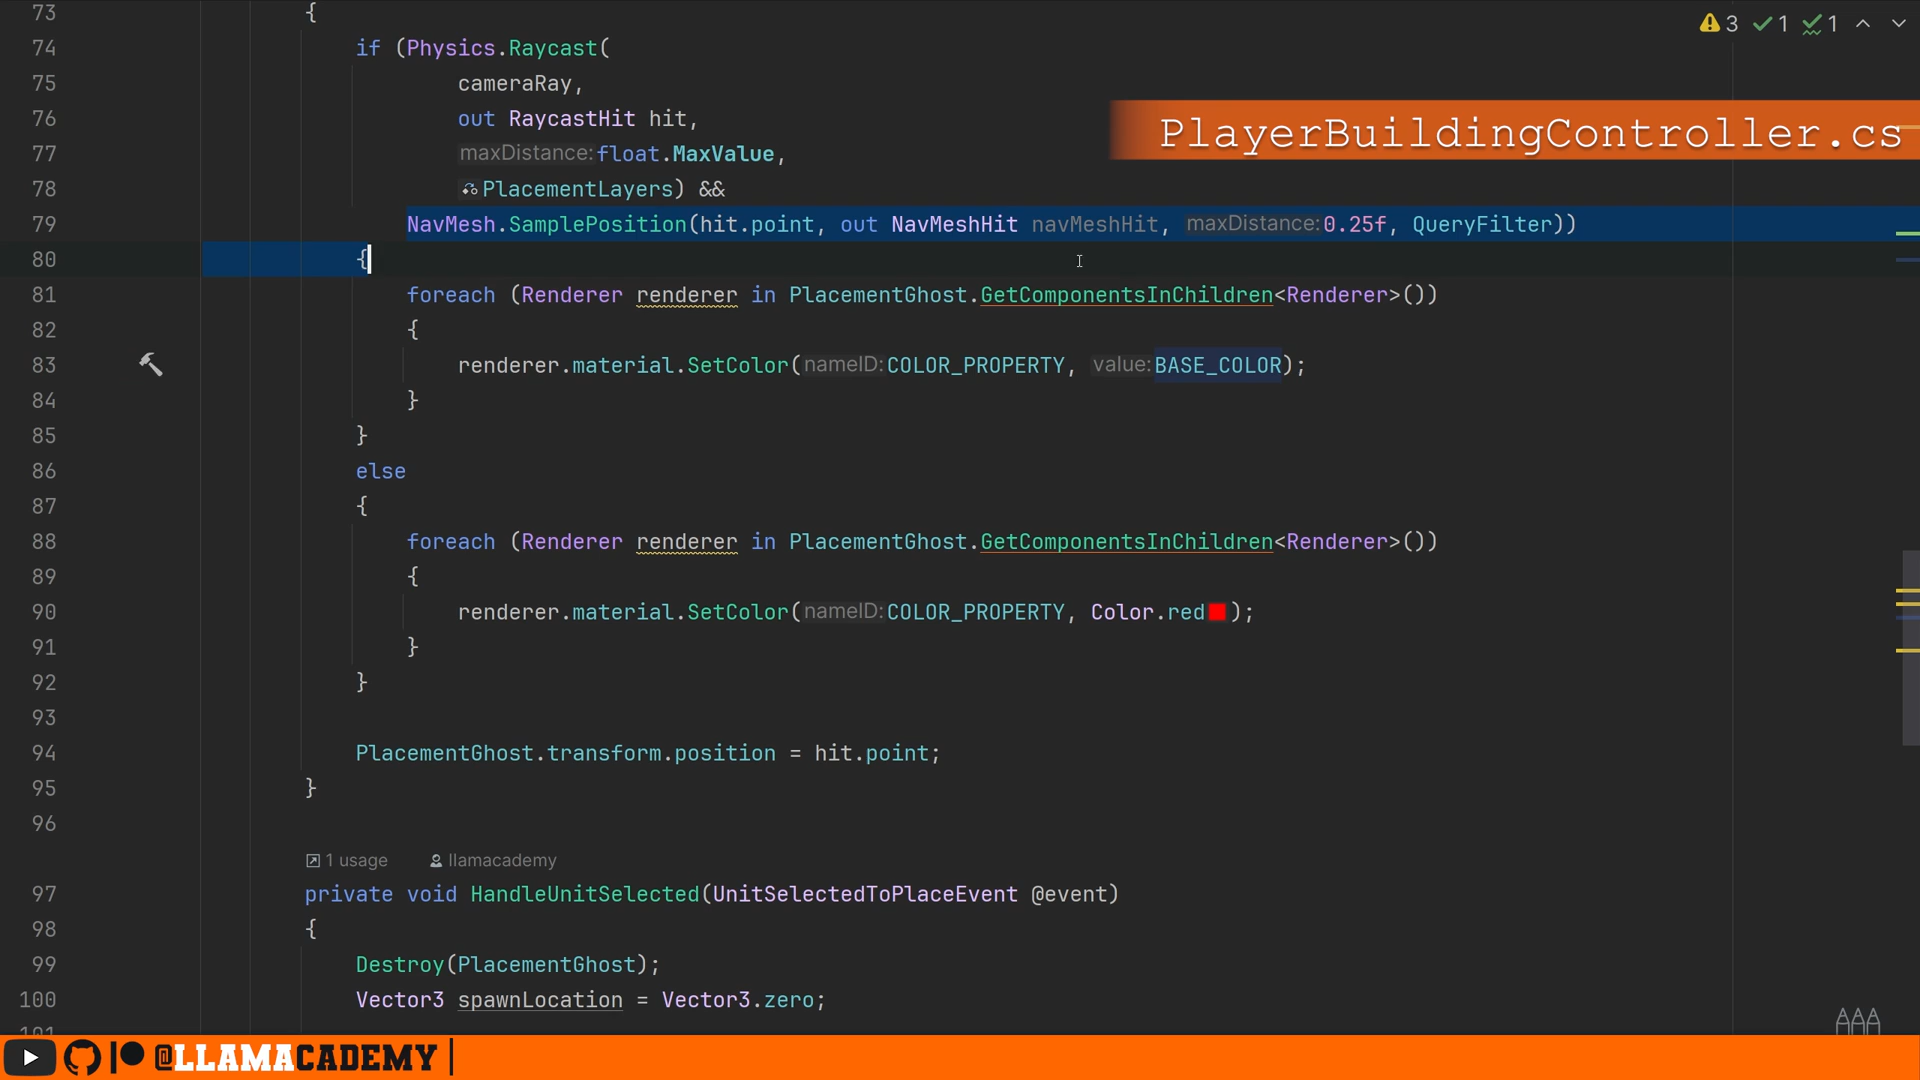 73 {
⚠ 3 ✓ 1 ✓ 1
74 if (Physics.Raycast(
75 cameraRay,
76 out RaycastHit hit,
PlayerBuildingController.cs
77 maxDistance:float.MaxValue,
78 PlacementLayers) &&
79 NavMesh.SamplePosition(hit.point, out NavMeshHit navMeshHit, maxDistance:0.25f, QueryFilter))
80 {
81 foreach (Renderer renderer in PlacementGhost.GetComponentsInChildren<Renderer>())
82 {
83 renderer.material.SetColor(nameID:COLOR_PROPERTY, value:BASE_COLOR);
84 }
85 }
86 else
87 {
88 foreach (Renderer renderer in PlacementGhost.GetComponentsInChildren<Renderer>())
89 {
90 renderer.material.SetColor(nameID:COLOR_PROPERTY, Color.red);
91 }
92 }
93
94 PlacementGhost.transform.position = hit.point;
95 }
96
1 usage llamacademy
97 private void HandleUnitSelected(UnitSelectedToPlaceEvent @event)
98 {
99 Destroy(PlacementGhost);
100 Vector3 spawnLocation = Vector3.zero;
101
@LLAMACADEMY